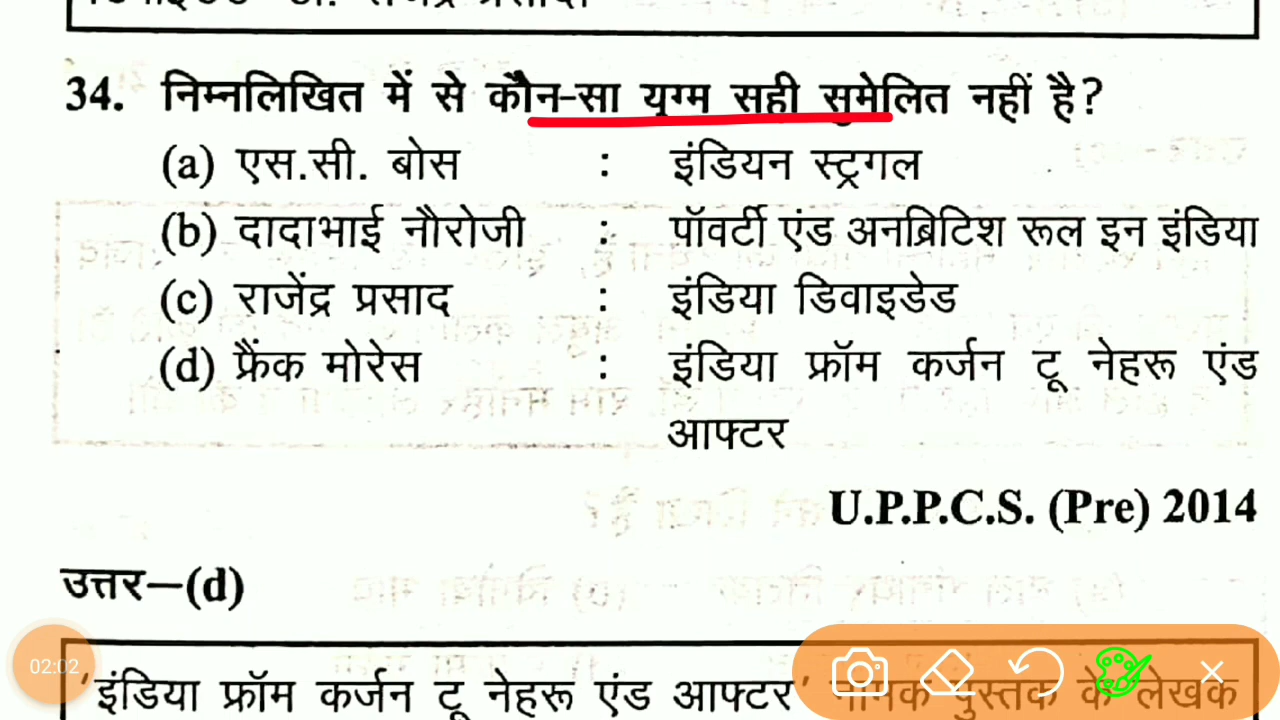 34. निम्नलिखित में से कौन-सा युग्म सही सुमेलित नहीं है?
(a) एस.सी. बोस : इंडियन स्ट्रगल
(b) दादाभाई नौरोजी : पॉवर्टी एंड अनब्रिटिश रूल इन इंडिया
(c) राजेंद्र प्रसाद : इंडिया डिवाइडेड
(d) फ्रैंक मोरेस : इंडिया फ्रॉम कर्जन टू नेहरू एंड
आफ्टर
U.P.P.C.S. (Pre) 2014
उत्तर—(d)
02:02
'इंडिया फ्रॉम कर्जन टू नेहरू एंड आफ्टर' नामक पुस्तक के लेखक